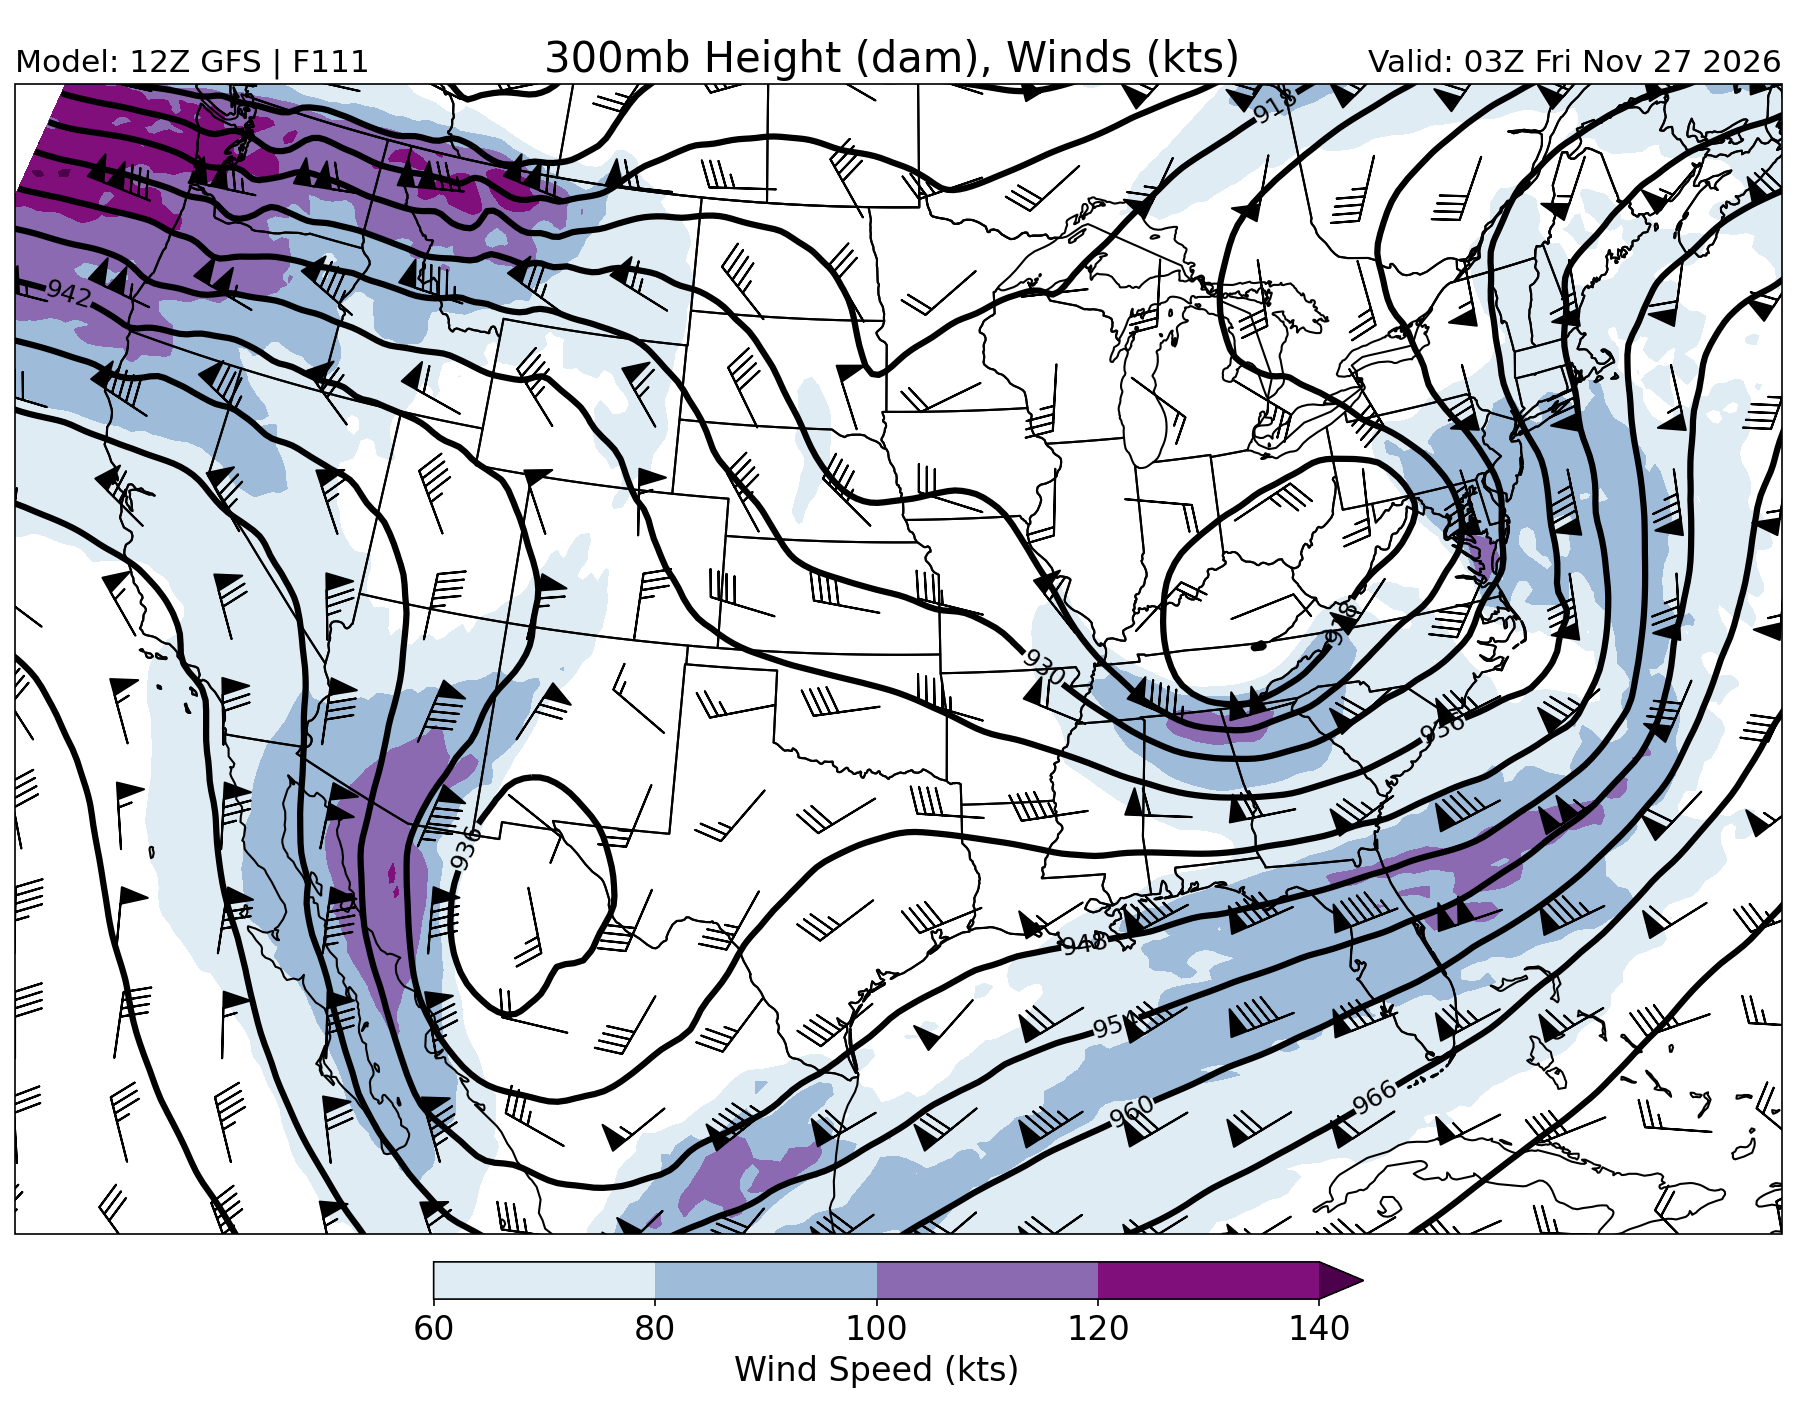 Model: 12Z GFS | F111
300mb Height (dam), Winds (kts)
Valid: 03Z Fri Nov 27 2026
918
942
918
930
936
936
948
954
960
966
60 80 100 120 140
Wind Speed (kts)